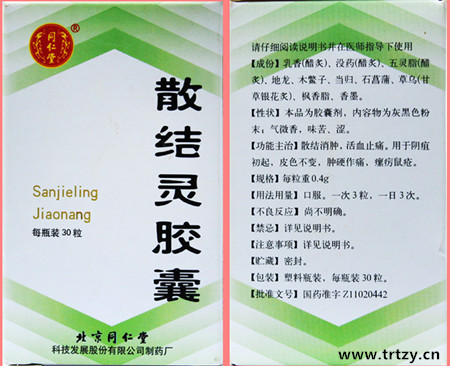 同仁堂
®
散结灵胶囊
Sanjieling
Jiaonang
每瓶装30粒
北京同仁堂
科技发展股份有限公司制药厂
请仔细阅读说明书并在医师指导下使用
【成份】乳香(醋炙)、没药(醋炙)、五灵脂(醋
炙)、地龙、木鳖子、当归、石菖蒲、草乌(甘
草银花炙)、枫香脂、香墨。
【性状】本品为胶囊剂,内容物为灰黑色粉
末;气微香,味苦、涩。
【功能主治】散结消肿,活血止痛。用于阴疽
初起,皮色不变,肿硬作痛,瘰疬鼠疮。
【规格】每粒重0.4g
【用法用量】口服。一次3粒,一日3次。
【不良反应】尚不明确。
【禁忌】详见说明书。
【注意事项】详见说明书。
【贮藏】密封。
【包装】塑料瓶装,每瓶装30粒。
【批准文号】国药准字Z11020442
www.trtzy.cn